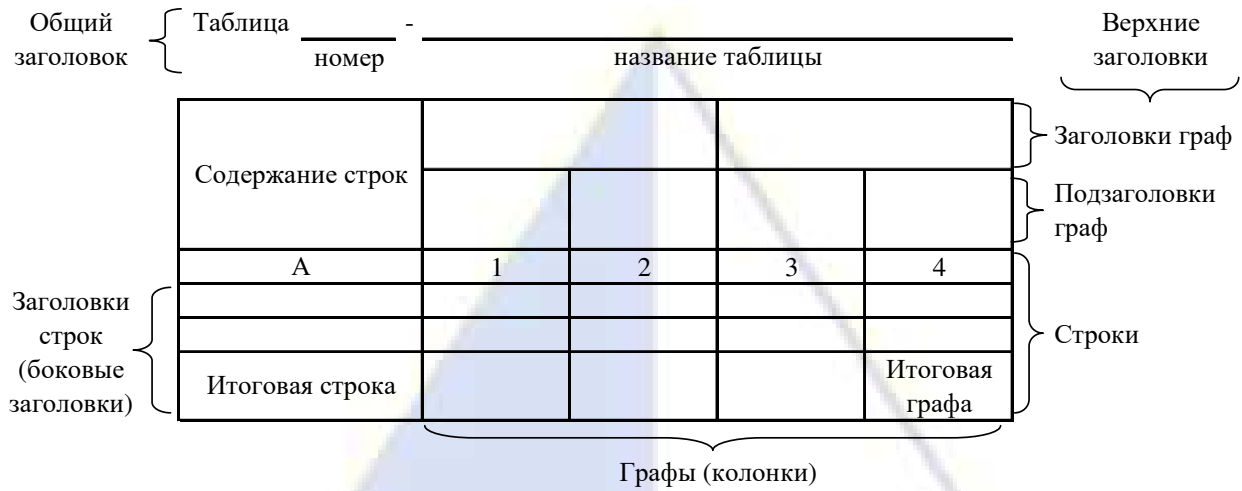 Общий
заголовок
Таблица -
номер
название таблицы
Верхние
заголовки
Содержание строк
Заголовки граф
Подзаголовки
граф
А 1 2 3 4
Заголовки
строк
(боковые
заголовки)
Строки
Итоговая строка
Итоговая
графа
Графы (колонки)